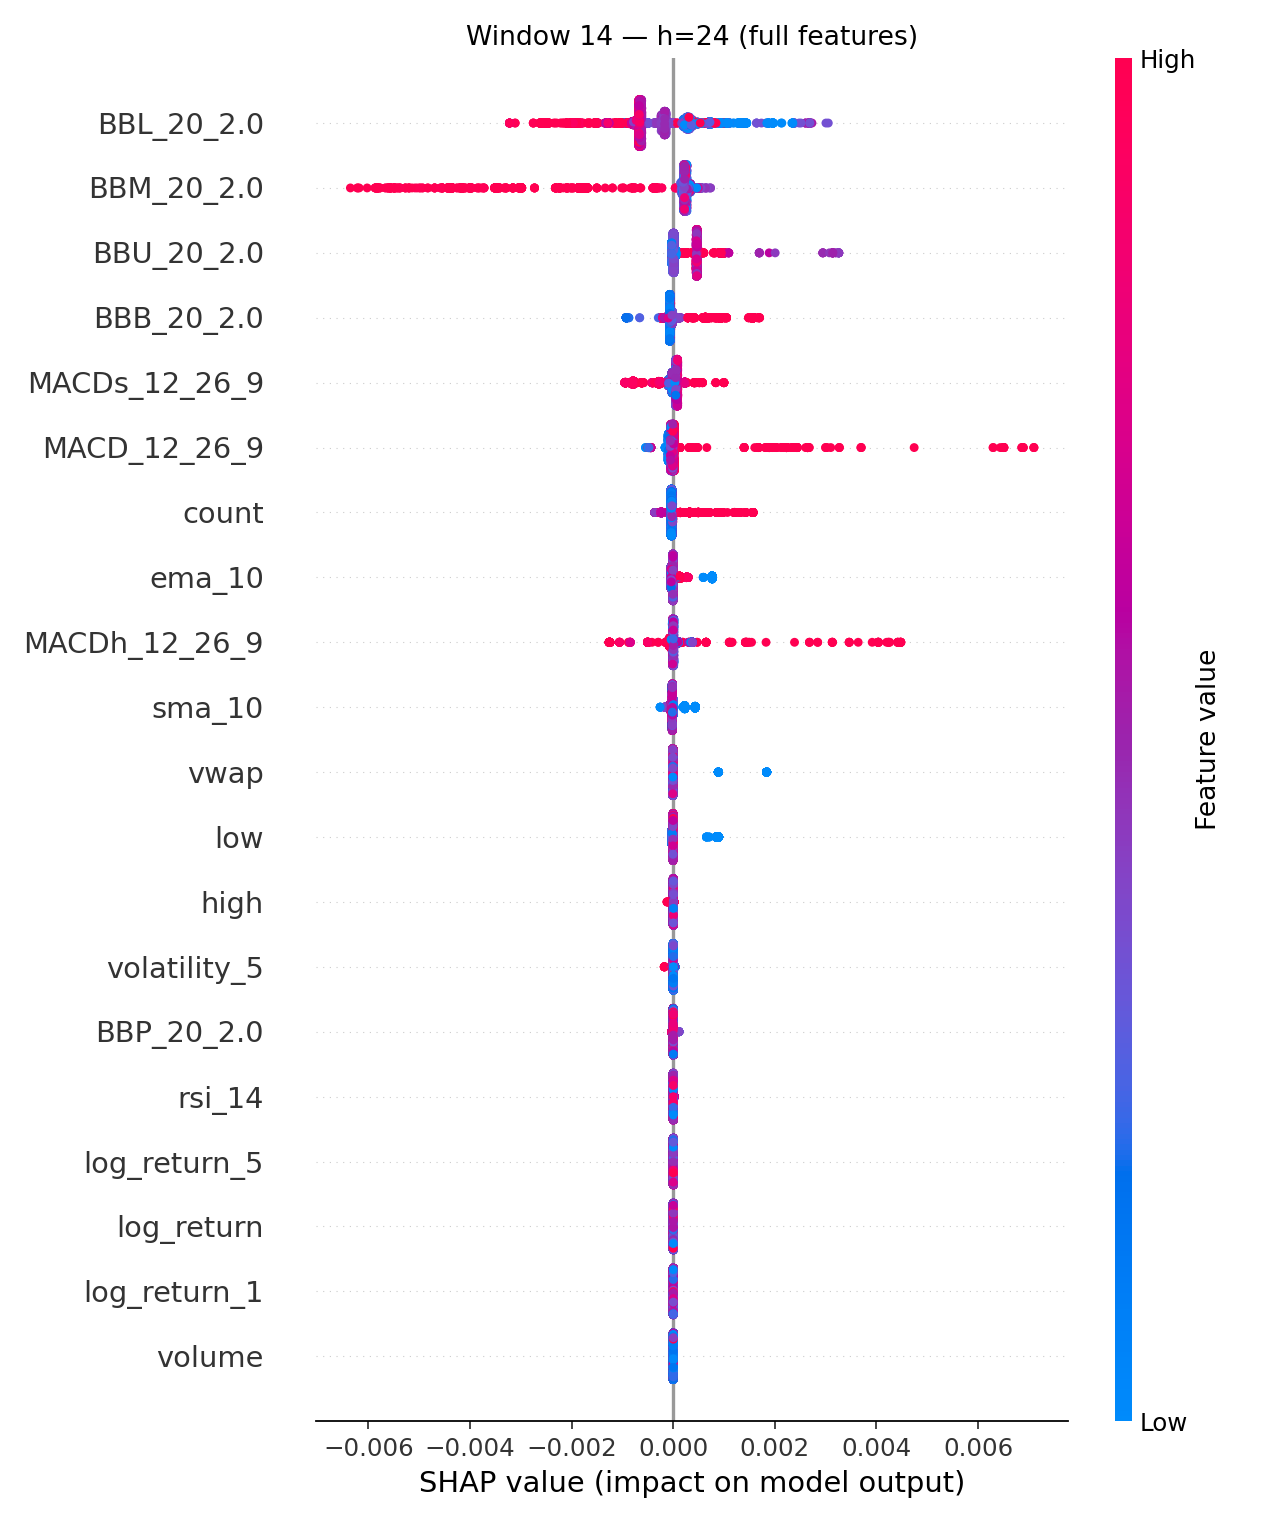 Window 14 — h=24 (full features)
High
BBL_20_2.0
BBM_20_2.0
BBU_20_2.0
BBB_20_2.0
MACDs_12_26_9
MACD_12_26_9
count
ema_10
MACDh_12_26_9
sma_10
vwap
low
high
volatility_5
BBP_20_2.0
rsi_14
log_return_5
log_return
log_return_1
volume
Feature value
Low
−0.006 −0.004 −0.002 0.000 0.002 0.004 0.006
SHAP value (impact on model output)